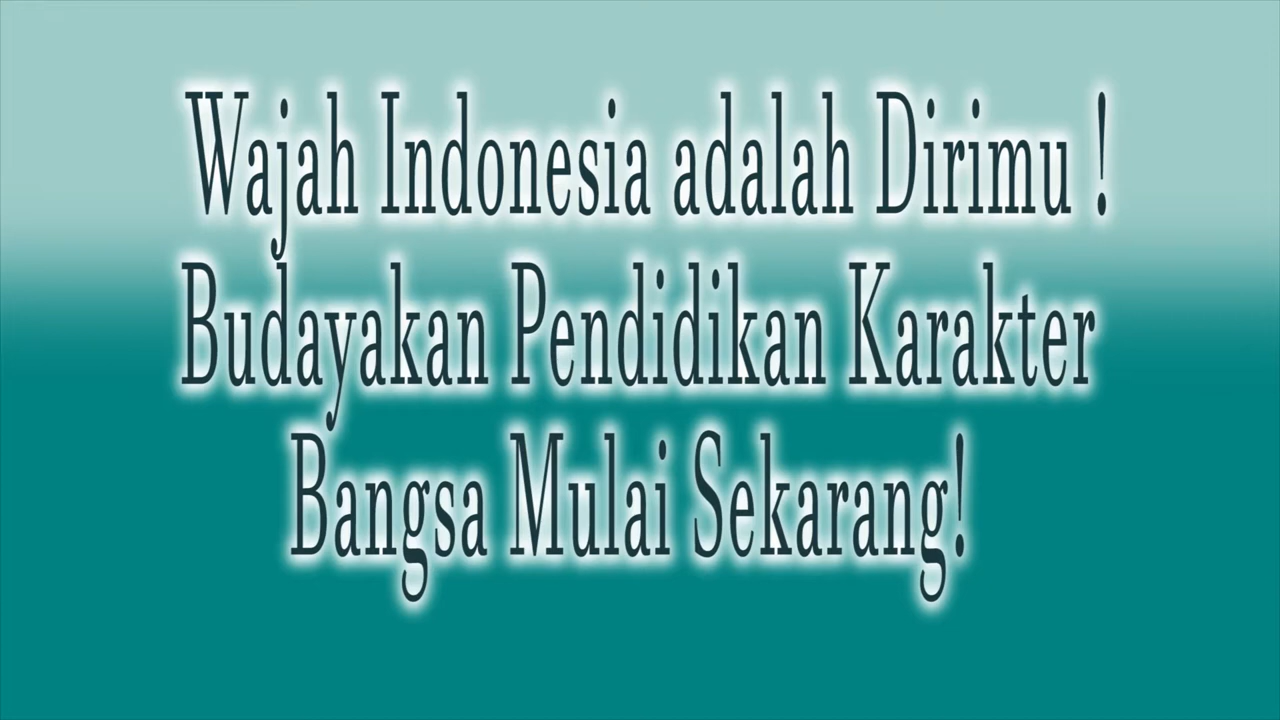 Wajah Indonesia adalah Dirimu !
Budayakan Pendidikan Karakter
Bangsa Mulai Sekarang!